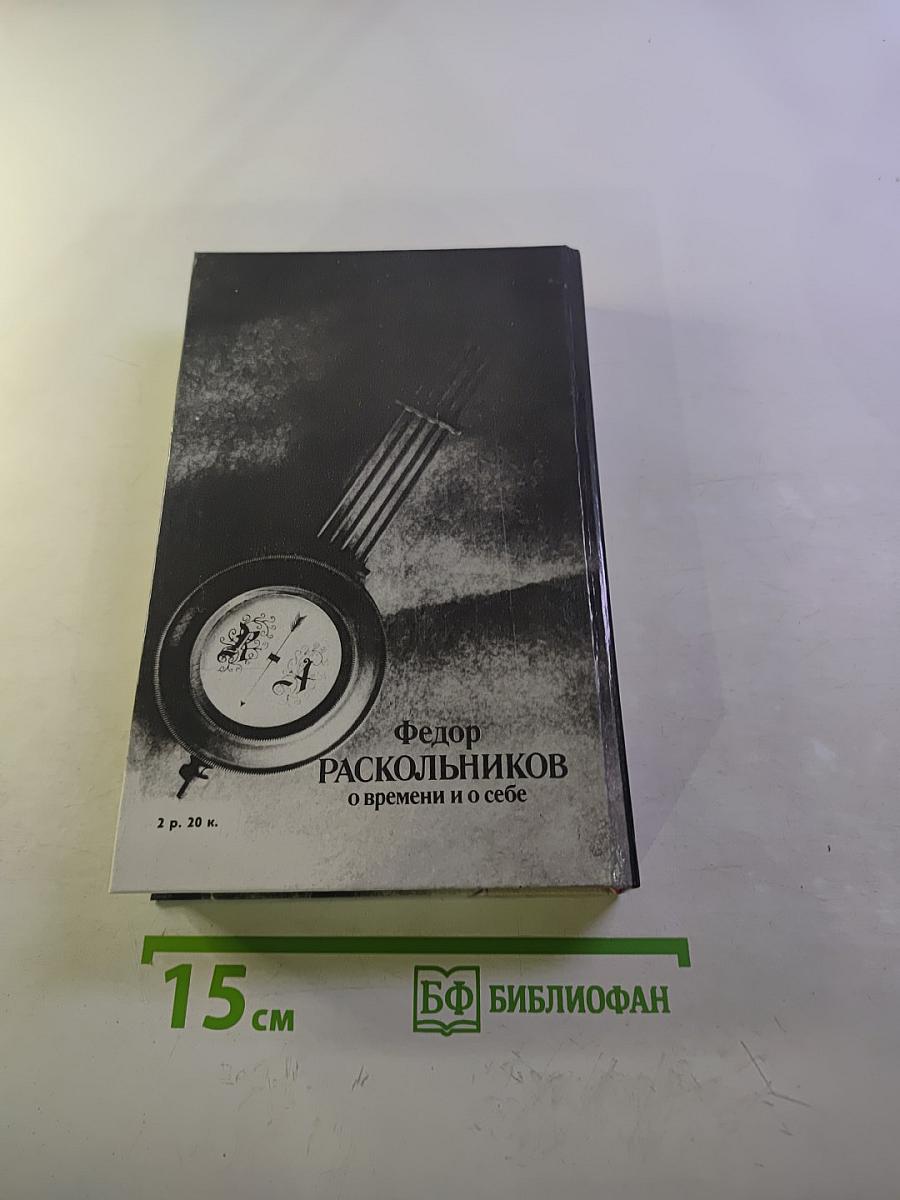 Федор
РАСКОЛЬНИКОВ
о времени и о себе
2 р. 20 к.
15 см
БФ БИБЛИОФАН